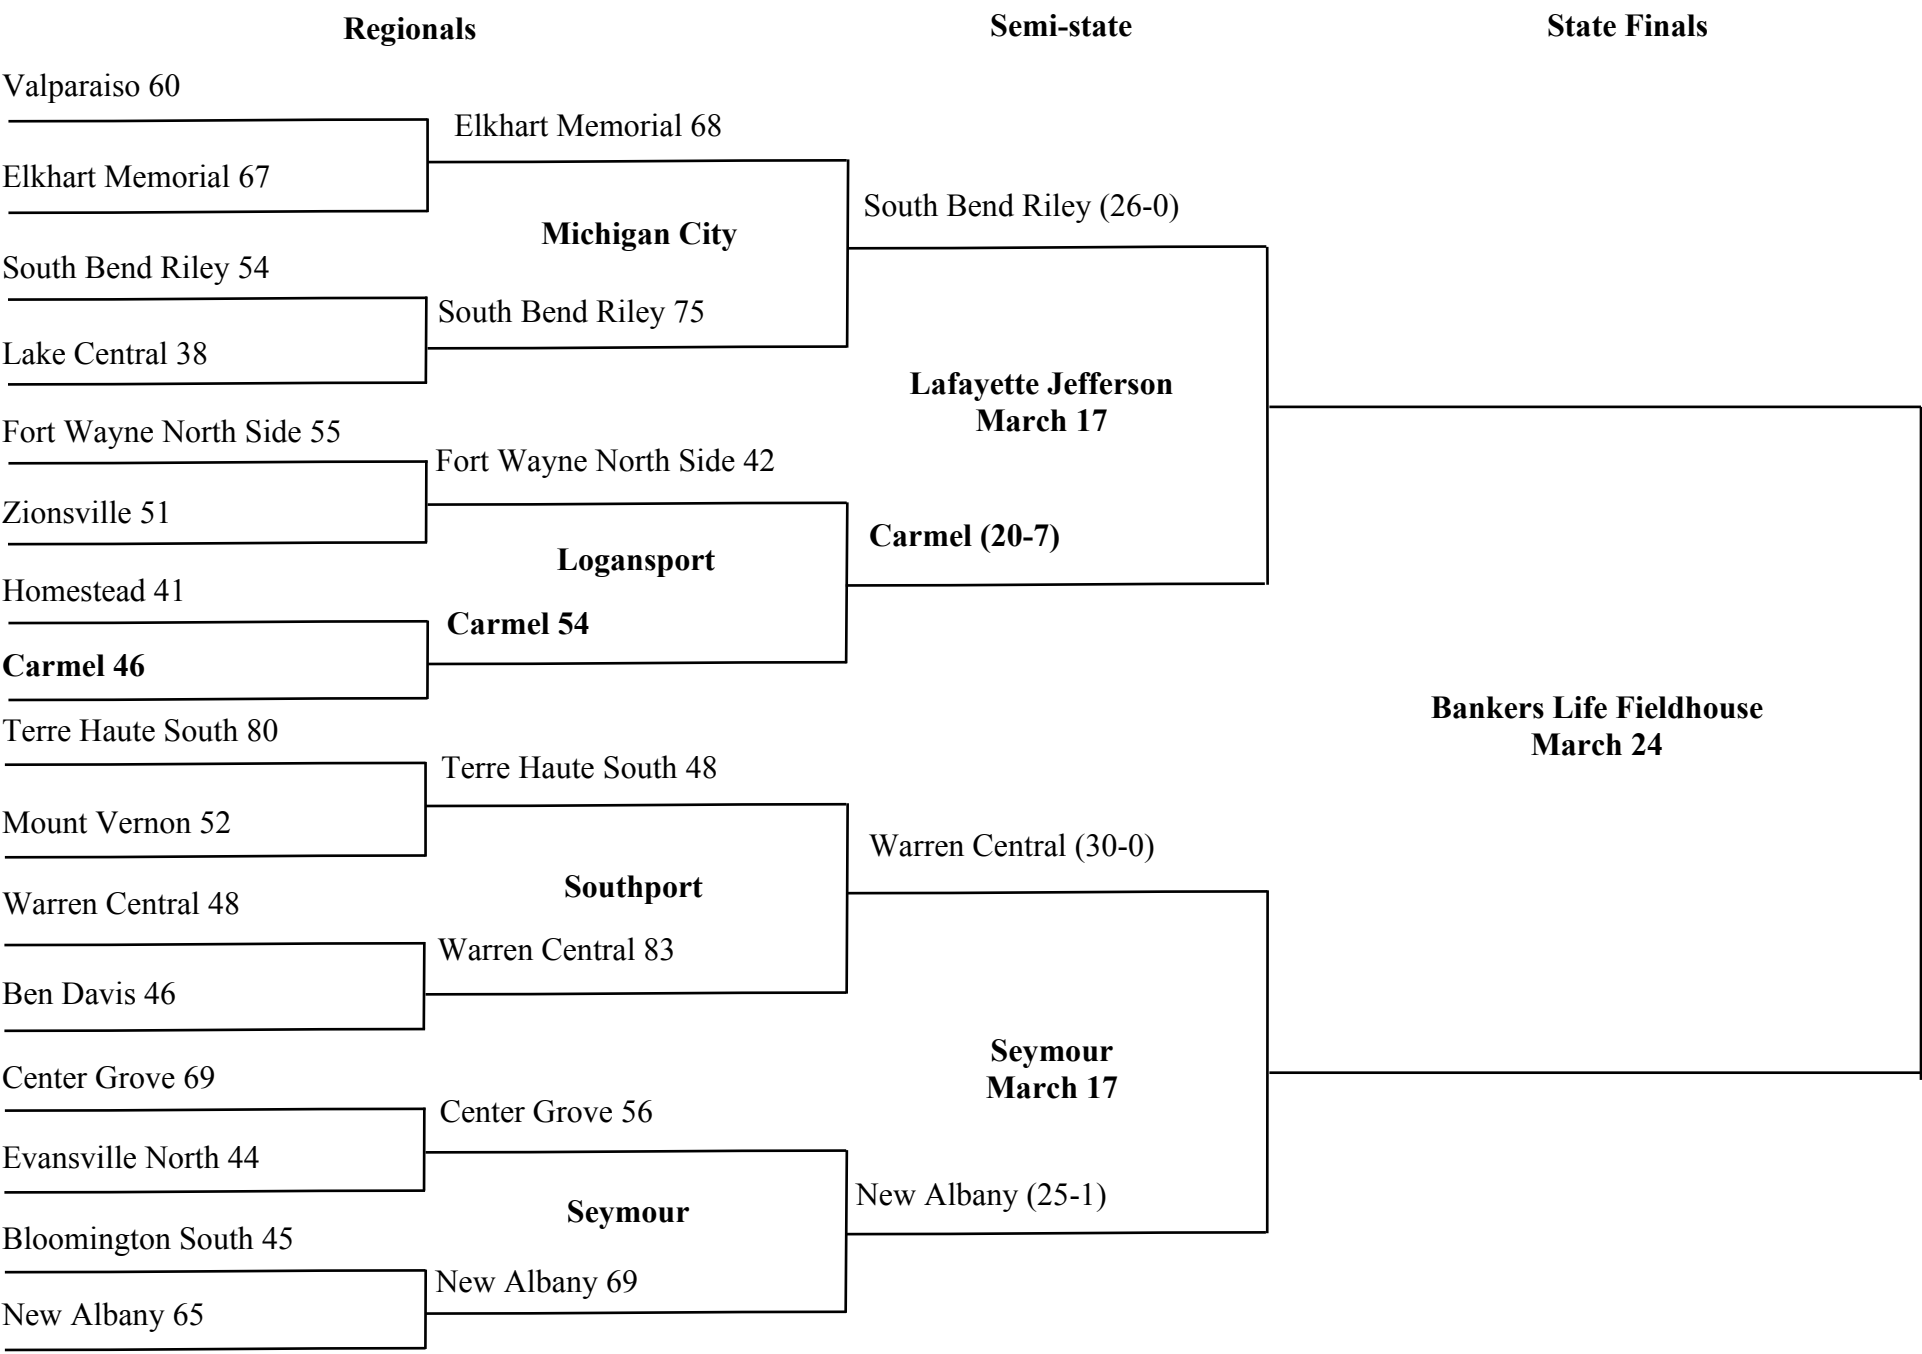 Regionals
Semi-state
State Finals
Valparaiso 60
Elkhart Memorial 67
South Bend Riley 54
Lake Central 38
Fort Wayne North Side 55
Zionsville 51
Homestead 41
Carmel 46
Terre Haute South 80
Mount Vernon 52
Warren Central 48
Ben Davis 46
Center Grove 69
Evansville North 44
Bloomington South 45
New Albany 65
Elkhart Memorial 68
Michigan City
South Bend Riley 75
Fort Wayne North Side 42
Logansport
Carmel 54
Terre Haute South 48
Southport
Warren Central 83
Center Grove 56
Seymour
New Albany 69
South Bend Riley (26-0)
Lafayette Jefferson
March 17
Carmel (20-7)
Warren Central (30-0)
Seymour
March 17
New Albany (25-1)
Bankers Life Fieldhouse
March 24